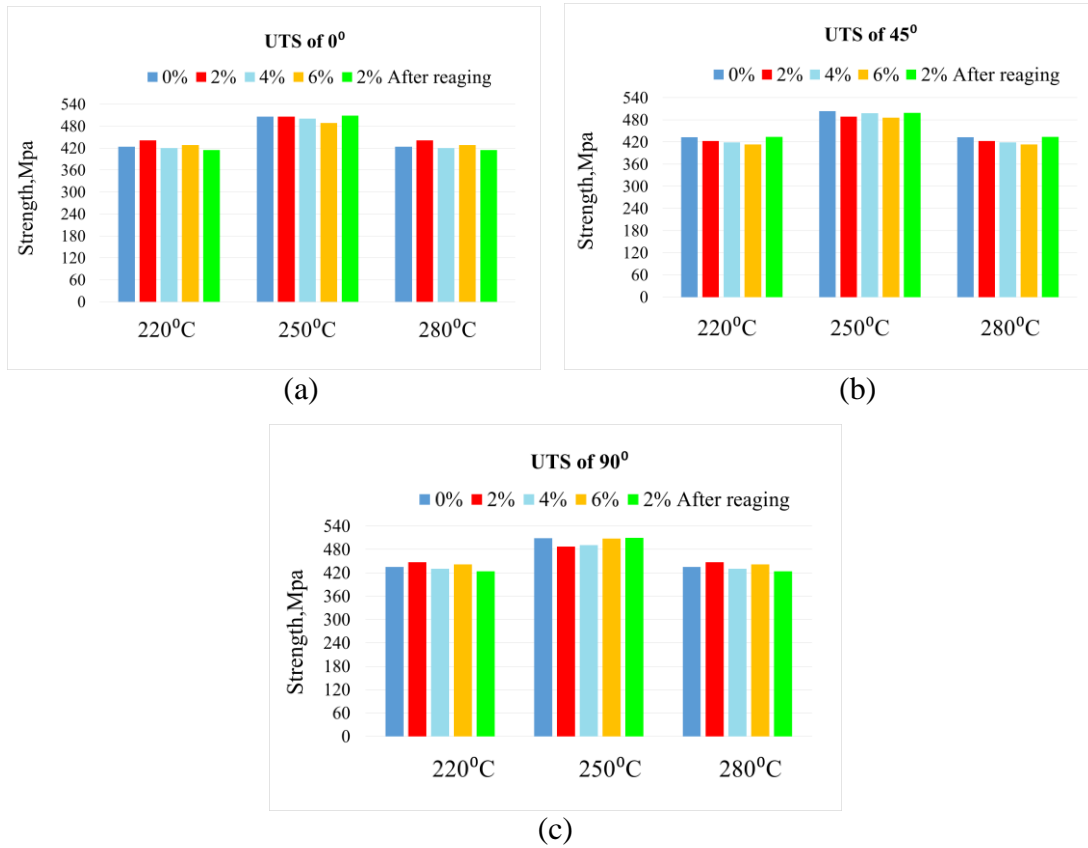 UTS of 0⁰
0% 2% 4% 6% 2% After reaging
540
480
420
360
300
240
180
120
60
0
Strength,Mpa
220⁰C 250⁰C 280⁰C
(a)
UTS of 45⁰
0% 2% 4% 6% 2% After reaging
540
480
420
360
300
240
180
120
60
0
Strength,Mpa
220⁰C 250⁰C 280⁰C
(b)
UTS of 90⁰
0% 2% 4% 6% 2% After reaging
540
480
420
360
300
240
180
120
60
0
Strength,Mpa
220⁰C 250⁰C 280⁰C
(c)